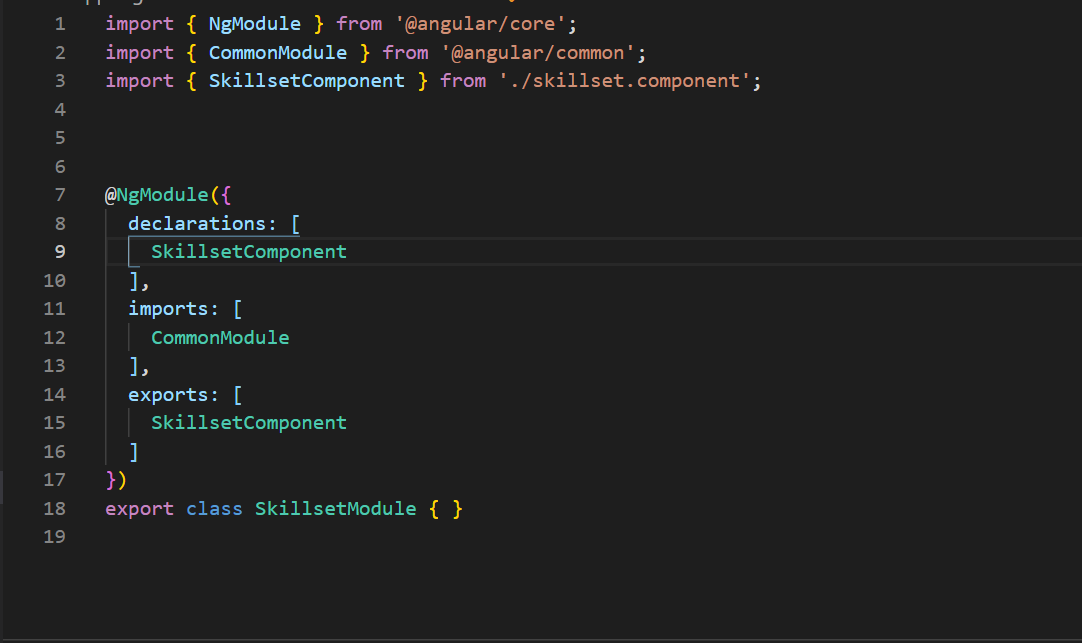 1 import { NgModule } from '@angular/core';
2 import { CommonModule } from '@angular/common';
3 import { SkillsetComponent } from './skillset.component';
4
5
6
7 @NgModule({
8 declarations: [
9 SkillsetComponent
10 ],
11 imports: [
12 CommonModule
13 ],
14 exports: [
15 SkillsetComponent
16 ]
17 })
18 export class SkillsetModule { }
19